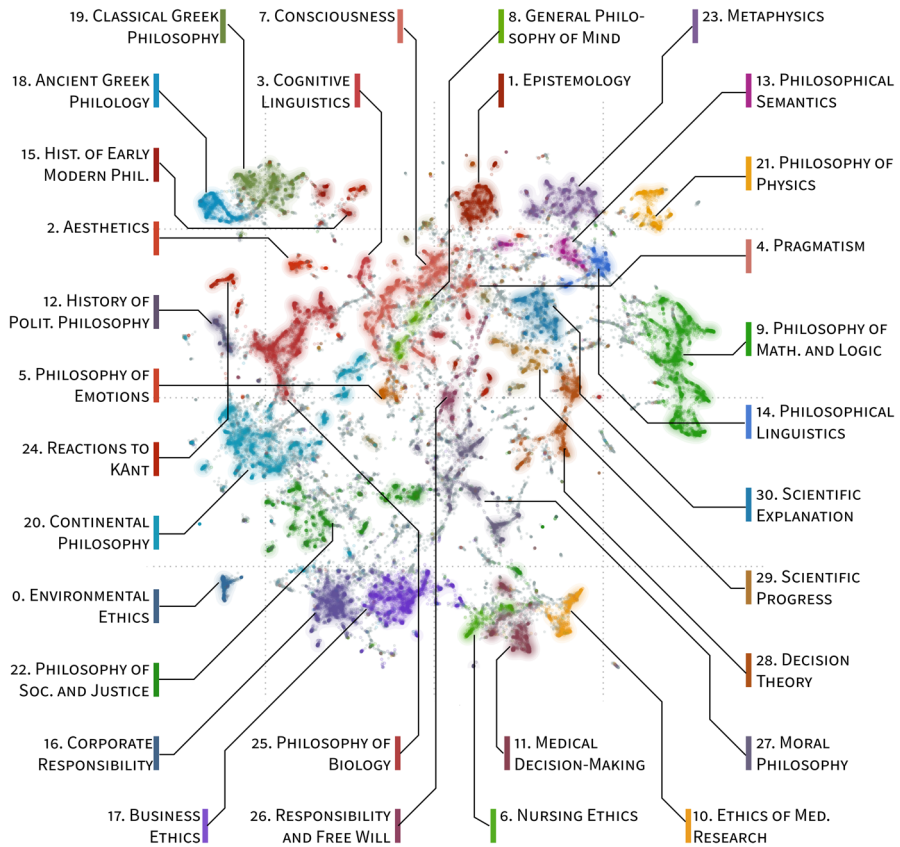 19. Classical Greek
Philosophy
7. Consciousness
8. General Philo-
sophy of Mind
23. Metaphysics
18. Ancient Greek
Philology
3. Cognitive
Linguistics
1. Epistemology
13. Philosophical
Semantics
15. Hist. of Early
Modern Phil.
21. Philosophy of
Physics
2. Aesthetics
4. Pragmatism
12. History of
Polit. Philosophy
9. Philosophy of
Math. and Logic
5. Philosophy of
Emotions
14. Philosophical
Linguistics
24. Reactions to
KAnt
30. Scientific
Explanation
20. Continental
Philosophy
29. Scientific
Progress
0. Environmental
Ethics
28. Decision
Theory
22. Philosophy of
Soc. and Justice
16. Corporate
Responsibility
25. Philosophy of
Biology
11. Medical
Decision-Making
27. Moral
Philosophy
17. Business
Ethics
26. Responsibility
and Free Will
6. Nursing Ethics
10. Ethics of Med.
Research